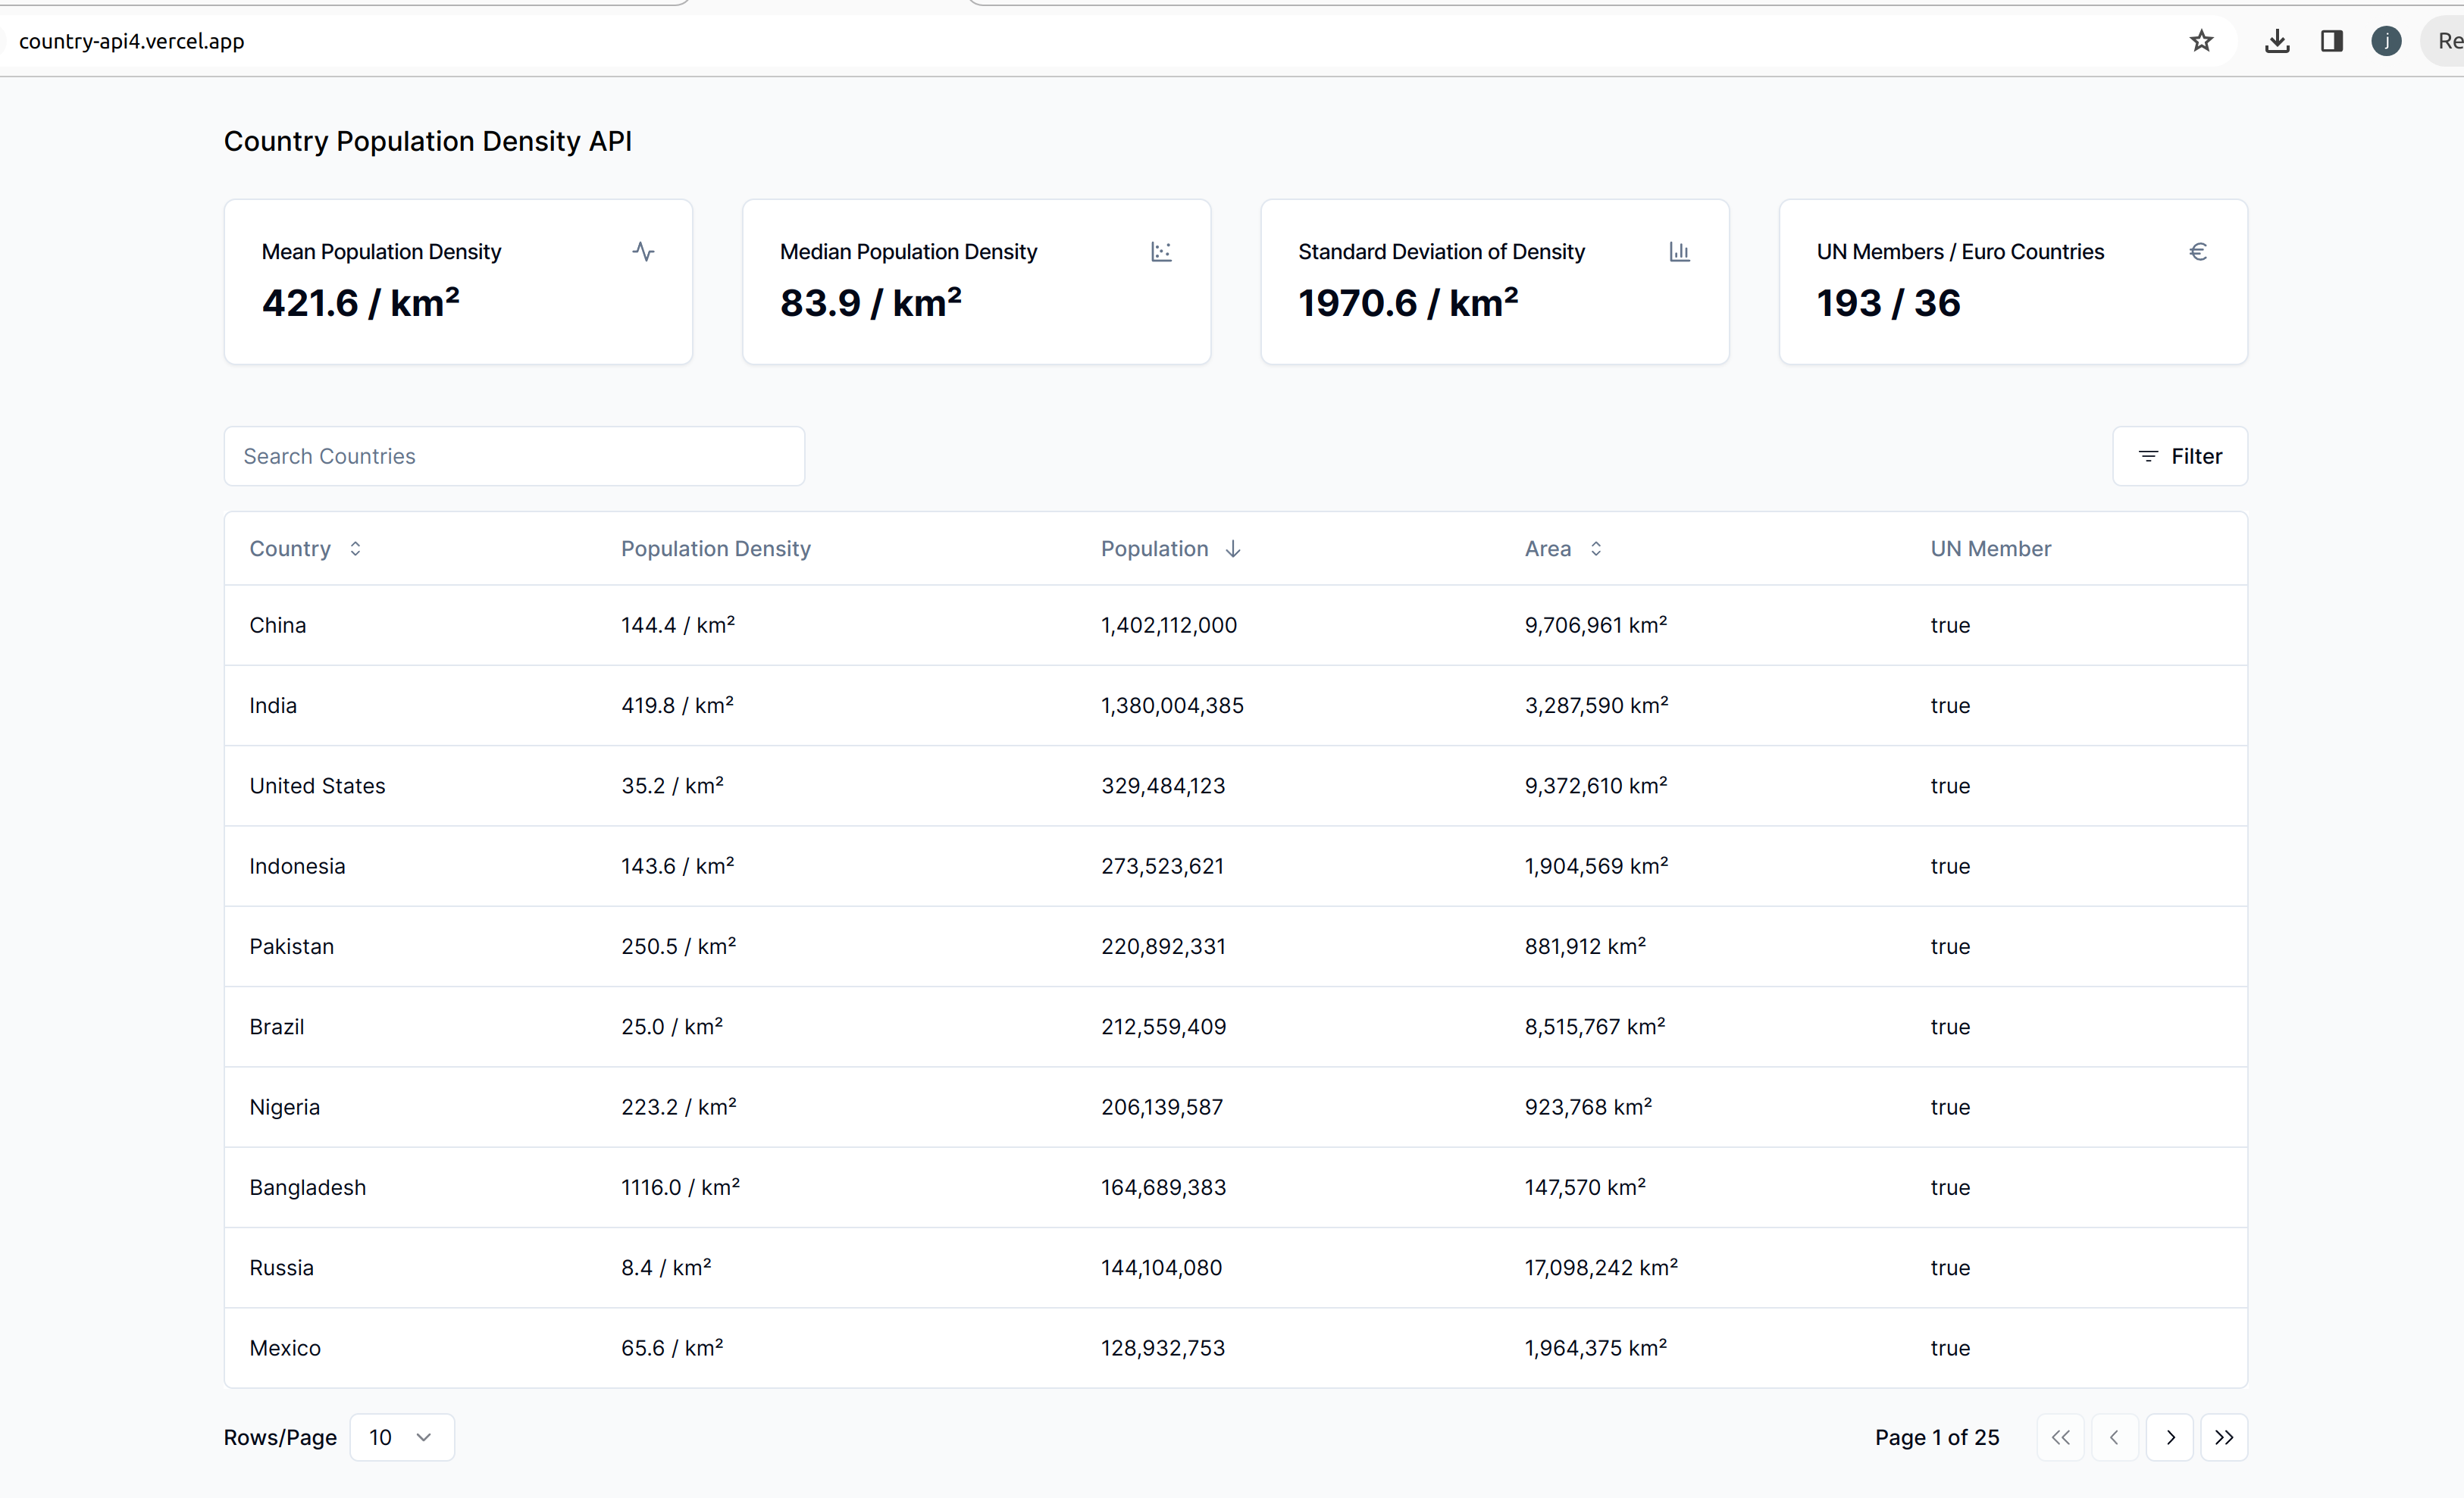 country-api4.vercel.app
j
Re
Country Population Density API
Mean Population Density
421.6 / km²
Median Population Density
83.9 / km²
Standard Deviation of Density
1970.6 / km²
UN Members / Euro Countries
€
193 / 36
Search Countries
Filter
Country Population Density Population Area UN Member
China 144.4 / km² 1,402,112,000 9,706,961 km² true
India 419.8 / km² 1,380,004,385 3,287,590 km² true
United States 35.2 / km² 329,484,123 9,372,610 km² true
Indonesia 143.6 / km² 273,523,621 1,904,569 km² true
Pakistan 250.5 / km² 220,892,331 881,912 km² true
Brazil 25.0 / km² 212,559,409 8,515,767 km² true
Nigeria 223.2 / km² 206,139,587 923,768 km² true
Bangladesh 1116.0 / km² 164,689,383 147,570 km² true
Russia 8.4 / km² 144,104,080 17,098,242 km² true
Mexico 65.6 / km² 128,932,753 1,964,375 km² true
Rows/Page 10 Page 1 of 25